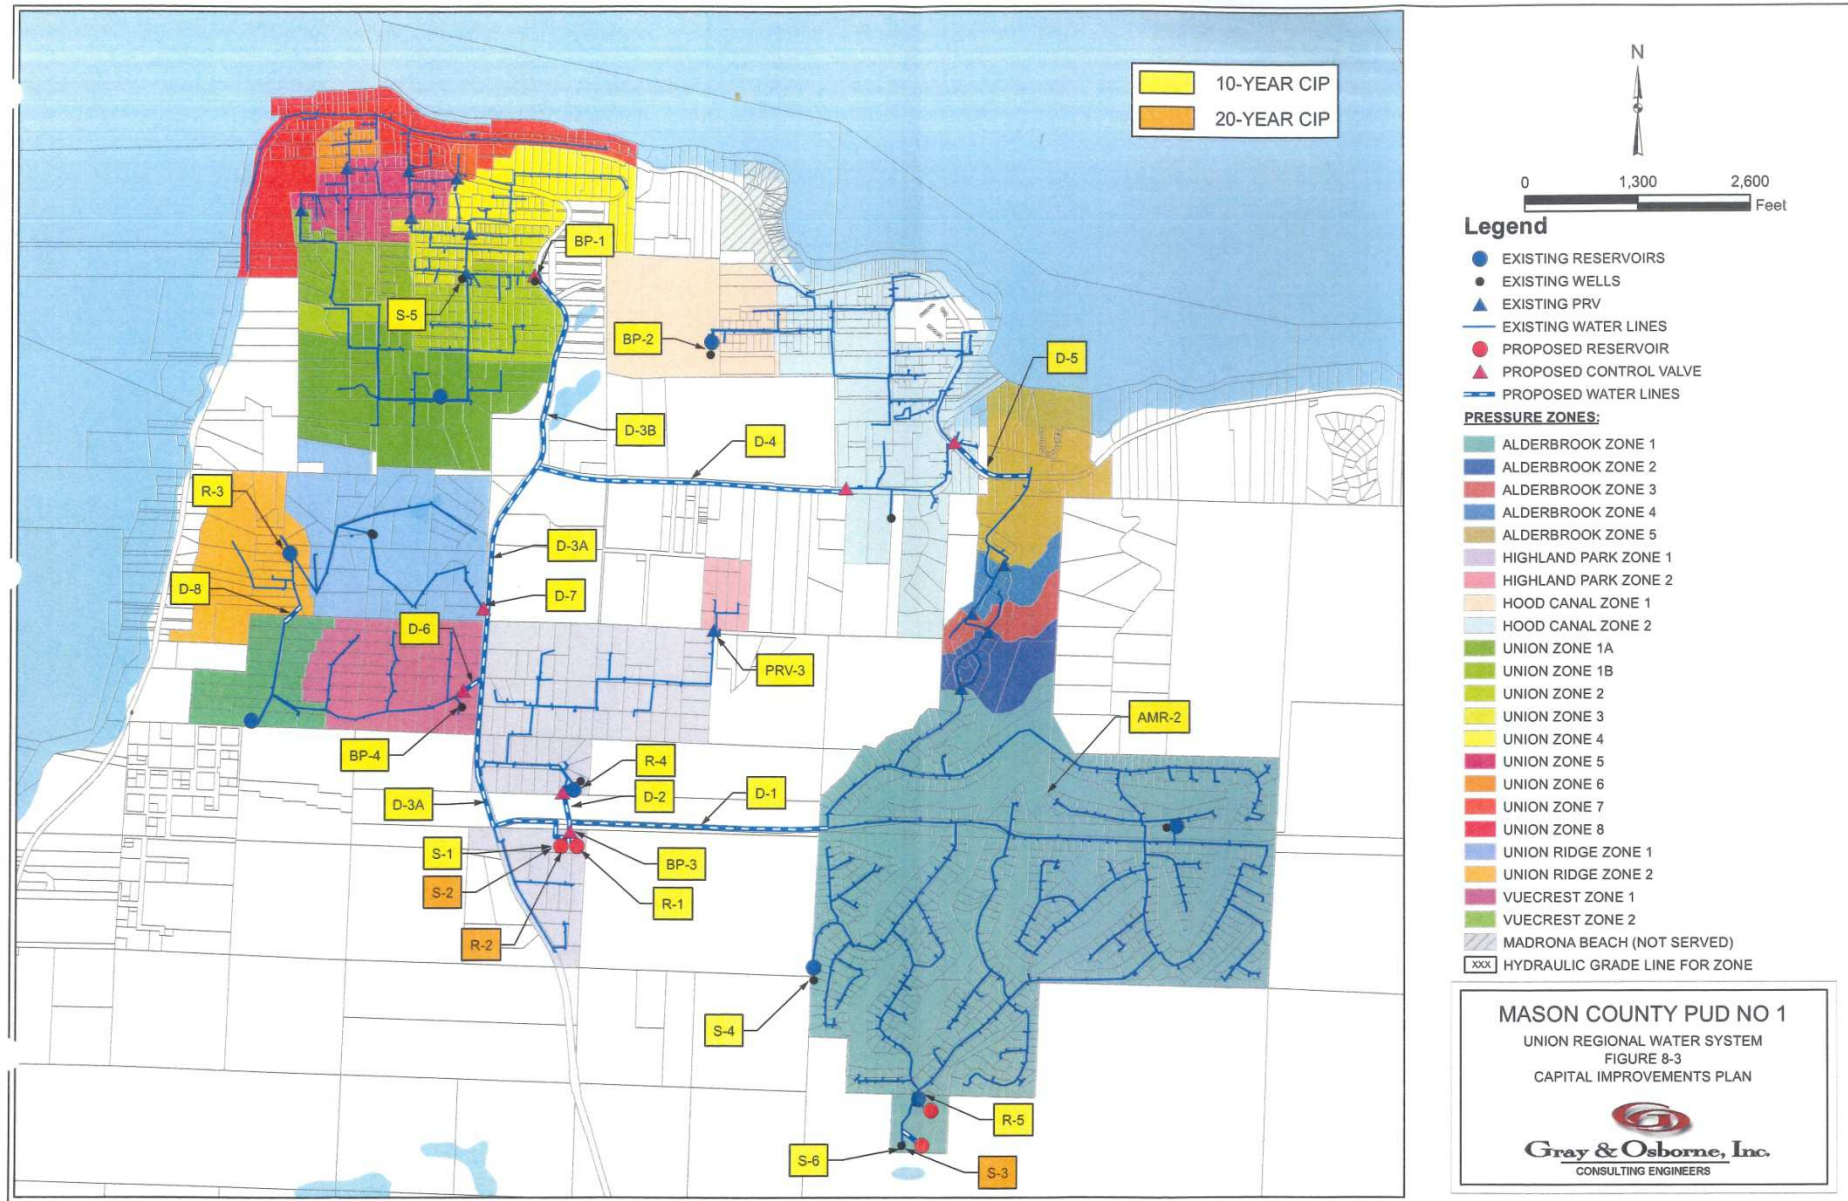 10-YEAR CIP
20-YEAR CIP
N
0 1,300 2,600
Feet
BP-1
S-5
BP-2
D-5
D-3B
D-4
R-3
D-3A
D-8
D-7
D-6
PRV-3
AMR-2
BP-4
R-4
D-3A
D-2
D-1
S-1
BP-3
S-2
R-1
R-2
S-4
R-5
S-6
S-3
Legend
EXISTING RESERVOIRS
EXISTING WELLS
EXISTING PRV
EXISTING WATER LINES
PROPOSED RESERVOIR
PROPOSED CONTROL VALVE
PROPOSED WATER LINES
PRESSURE ZONES:
ALDERBROOK ZONE 1
ALDERBROOK ZONE 2
ALDERBROOK ZONE 3
ALDERBROOK ZONE 4
ALDERBROOK ZONE 5
HIGHLAND PARK ZONE 1
HIGHLAND PARK ZONE 2
HOOD CANAL ZONE 1
HOOD CANAL ZONE 2
UNION ZONE 1A
UNION ZONE 1B
UNION ZONE 2
UNION ZONE 3
UNION ZONE 4
UNION ZONE 5
UNION ZONE 6
UNION ZONE 7
UNION ZONE 8
UNION RIDGE ZONE 1
UNION RIDGE ZONE 2
VUECREST ZONE 1
VUECREST ZONE 2
MADRONA BEACH (NOT SERVED)
XXX HYDRAULIC GRADE LINE FOR ZONE
MASON COUNTY PUD NO 1
UNION REGIONAL WATER SYSTEM
FIGURE 8-3
CAPITAL IMPROVEMENTS PLAN
Gray & Osborne, Inc.
CONSULTING ENGINEERS